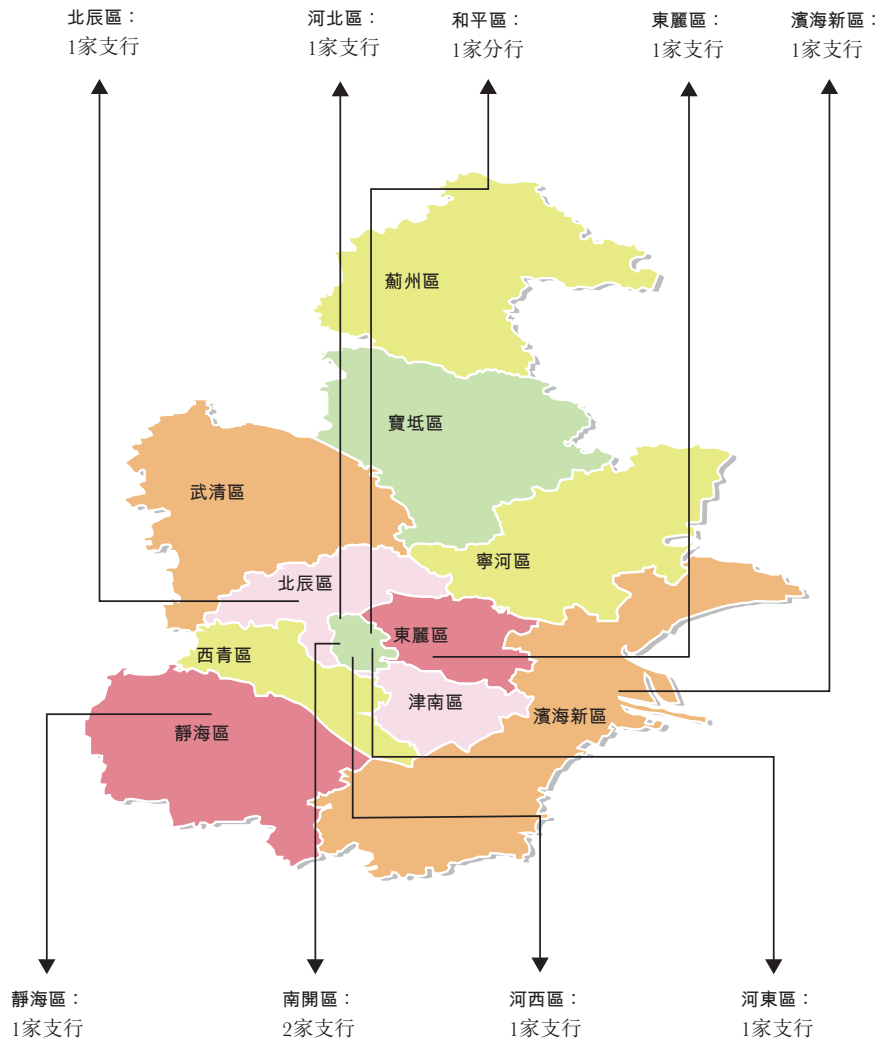 北辰區：
1家支行
河北區：
1家支行
和平區：
1家分行
東麗區：
1家支行
濱海新區：
1家支行
薊州區
寶坻區
武清區
寧河區
北辰區
東麗區
西青區
津南區
濱海新區
靜海區
靜海區：
1家支行
南開區：
2家支行
河西區：
1家支行
河東區：
1家支行